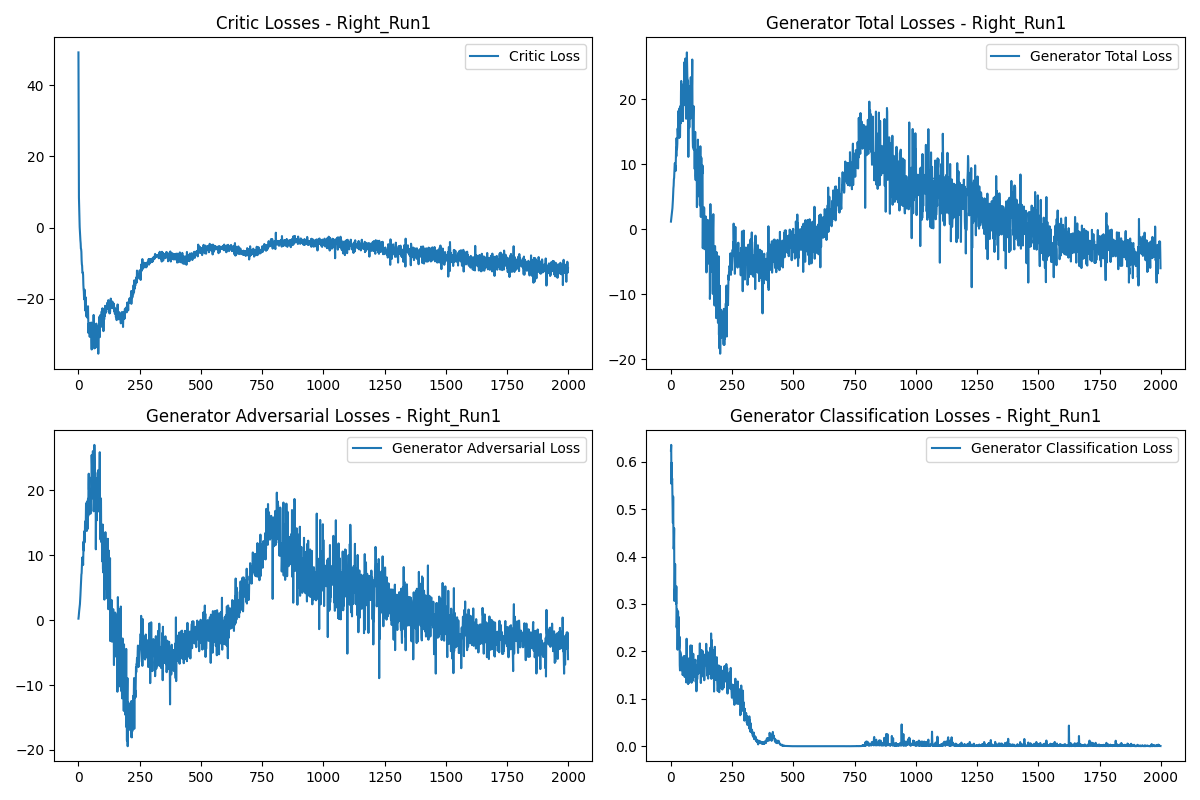 Critic Losses - Right_Run1
Critic Loss
40
20
0
−20
0 250 500 750 1000 1250 1500 1750 2000
Generator Total Losses - Right_Run1
Generator Total Loss
20
10
0
−10
−20
0 250 500 750 1000 1250 1500 1750 2000
Generator Adversarial Losses - Right_Run1
Generator Adversarial Loss
20
10
0
−10
−20
0 250 500 750 1000 1250 1500 1750 2000
Generator Classification Losses - Right_Run1
Generator Classification Loss
0.6
0.5
0.4
0.3
0.2
0.1
0.0
0 250 500 750 1000 1250 1500 1750 2000